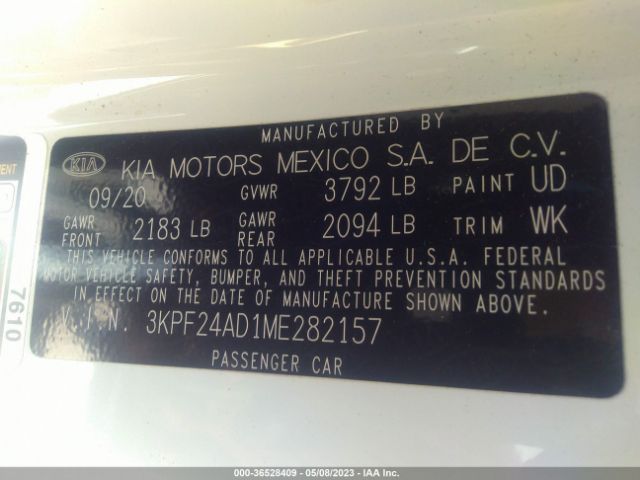 MANUFACTURED BY
KIA KIA MOTORS MEXICO S.A. DE C.V.
09/20 GVWR 3792 LB PAINT UD
GAWR FRONT 2183 LB GAWR REAR 2094 LB TRIM WK
THIS VEHICLE CONFORMS TO ALL APPLICABLE U.S.A. FEDERAL
MOTOR VEHICLE SAFETY, BUMPER, AND THEFT PREVENTION STANDARDS
IN EFFECT ON THE DATE OF MANUFACTURE SHOWN ABOVE.
V.I.N. 3KPF24AD1ME282157
PASSENGER CAR
7610
000-36528409 - 05/08/2023 - IAA Inc.